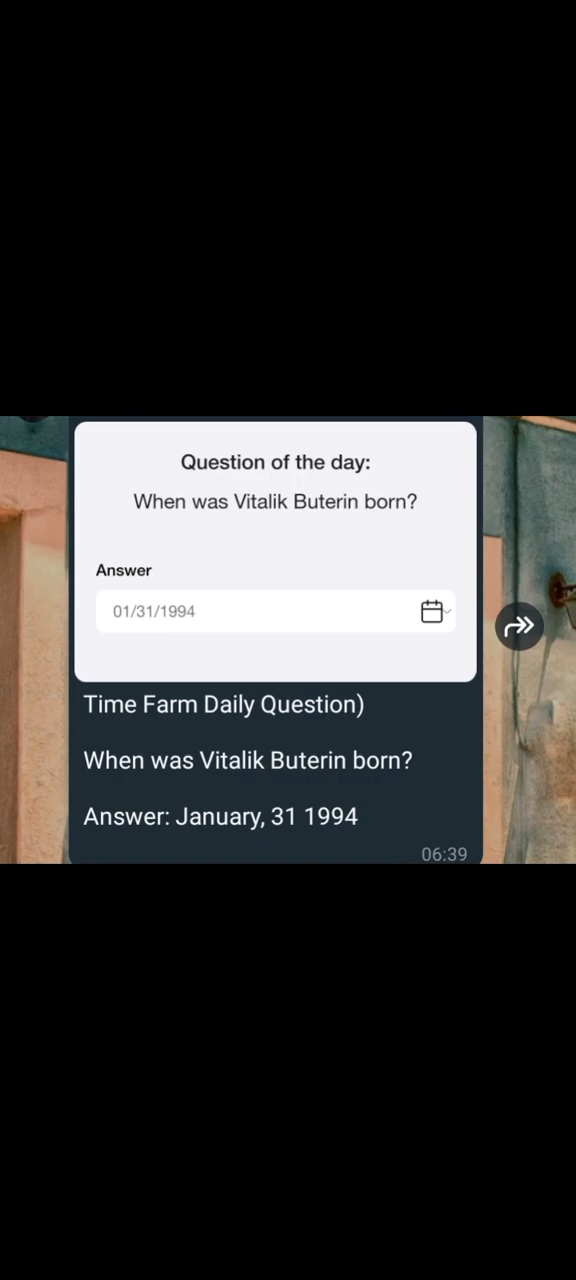 Question of the day:
When was Vitalik Buterin born?
Answer
01/31/1994
Time Farm Daily Question)
When was Vitalik Buterin born?
Answer: January, 31 1994
06:39